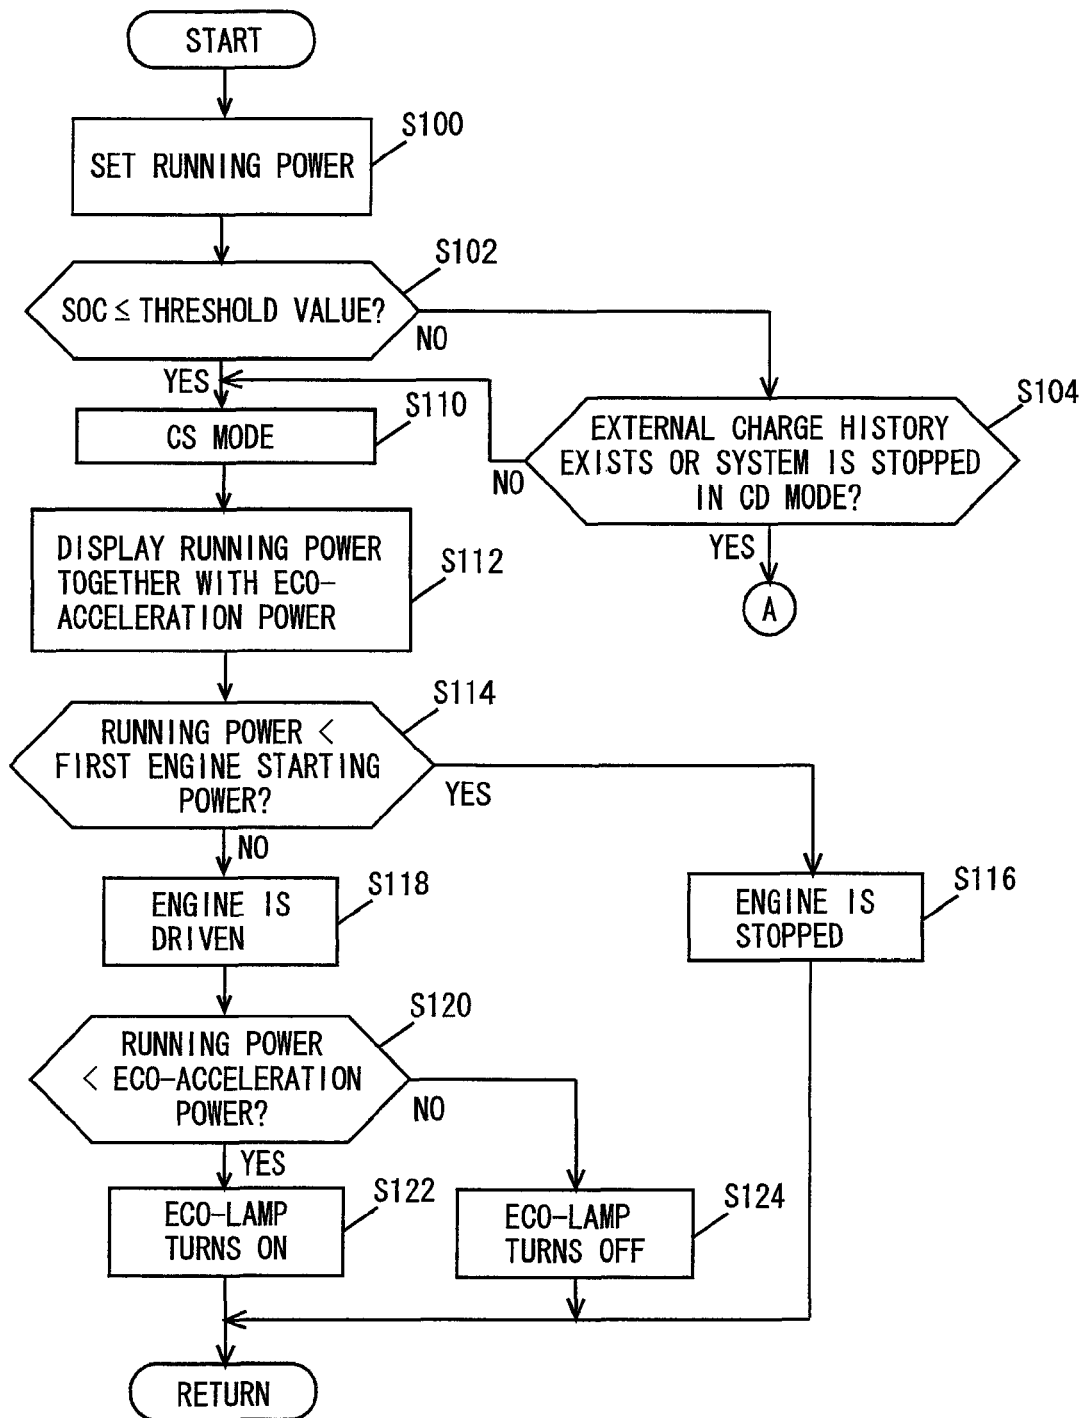 START
S100
SET RUNNING POWER
S102
SOC ≤ THRESHOLD VALUE?
NO
YES
S110
CS MODE
S104
EXTERNAL CHARGE HISTORY
EXISTS OR SYSTEM IS STOPPED
IN CD MODE?
NO
YES
A
DISPLAY RUNNING POWER
TOGETHER WITH ECO-
ACCELERATION POWER
S112
S114
RUNNING POWER <
FIRST ENGINE STARTING
POWER?
YES
NO
S118
ENGINE IS
DRIVEN
S116
ENGINE IS
STOPPED
S120
RUNNING POWER
< ECO-ACCELERATION
POWER?
NO
YES
S122
ECO-LAMP
TURNS ON
S124
ECO-LAMP
TURNS OFF
RETURN